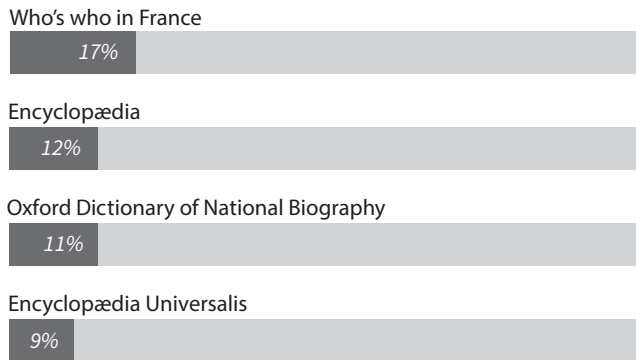 Who’s who in France
17%
Encyclopædia
12%
Oxford Dictionary of National Biography
11%
Encyclopædia Universalis
9%